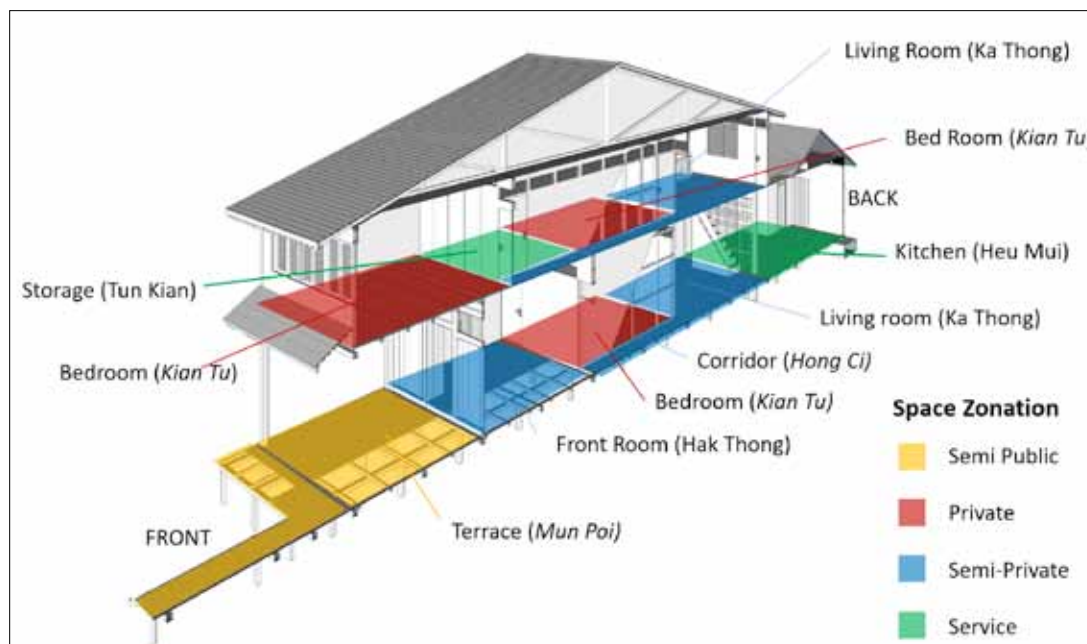 Living Room (Ka Thong)
Bed Room (Kian Tu)
BACK
Kitchen (Heu Mui)
Storage (Tun Kian)
Living room (Ka Thong)
Bedroom (Kian Tu)
Corridor (Hong Ci)
Bedroom (Kian Tu)
Front Room (Hak Thong)
Terrace (Mun Poi)
FRONT
Space Zonation
Semi Public
Private
Semi-Private
Service